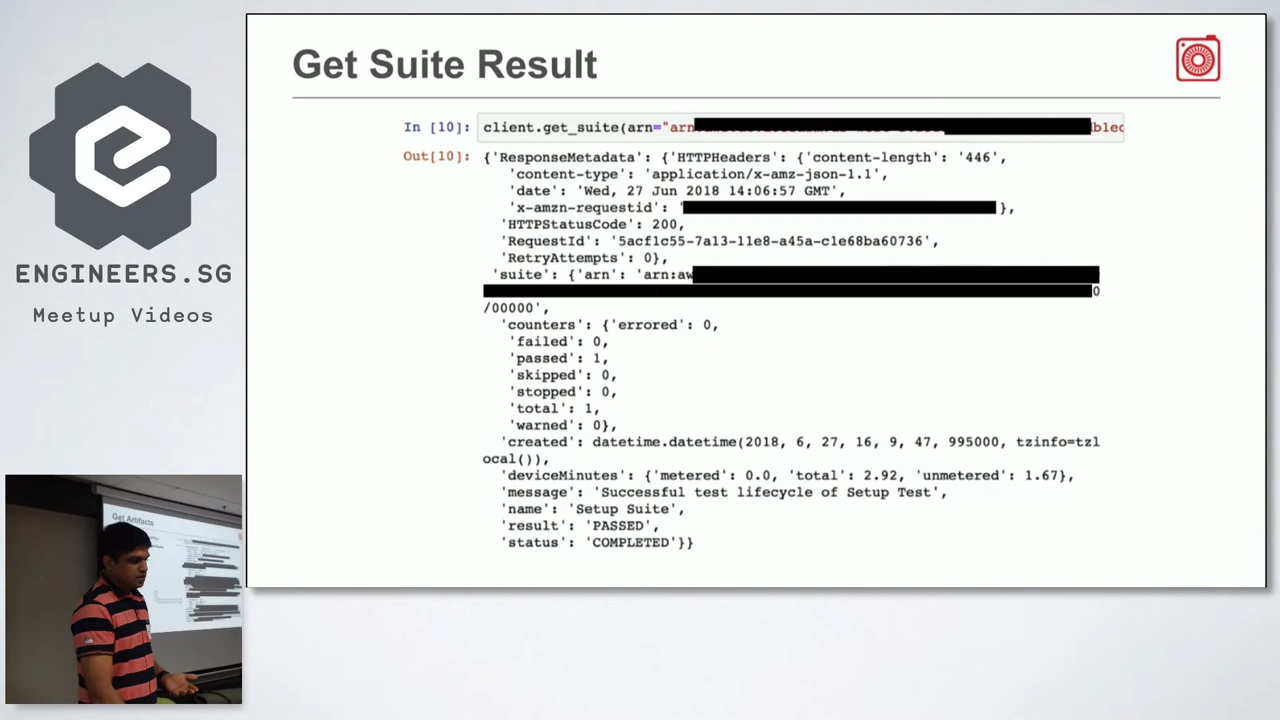 Get Suite Result
In [10]: client.get_suite(arn="arn
Out[10]: {'ResponseMetadata': {'HTTPHeaders': {'content-length': '446',
'content-type': 'application/x-amz-json-1.1',
'date': 'Wed, 27 Jun 2018 14:06:57 GMT',
'x-amzn-requestid': ' },
'HTTPStatusCode': 200,
'RequestId': '5acf1c55-7a13-11e8-a45a-c1e68ba60736',
'RetryAttempts': 0},
'suite': {'arn': 'arn:aw
0
/00000',
'counters': {'errored': 0,
'failed': 0,
'passed': 1,
'skipped': 0,
'stopped': 0,
'total': 1,
'warned': 0},
'created': datetime.datetime(2018, 6, 27, 16, 9, 47, 995000, tzinfo=tzl
ocal()),
'deviceMinutes': {'metered': 0.0, 'total': 2.92, 'unmetered': 1.67},
'message': 'Successful test lifecycle of Setup Test',
'name': 'Setup Suite',
'result': 'PASSED',
'status': 'COMPLETED'}}
ENGINEERS.SG
Meetup Videos
Get Artifacts